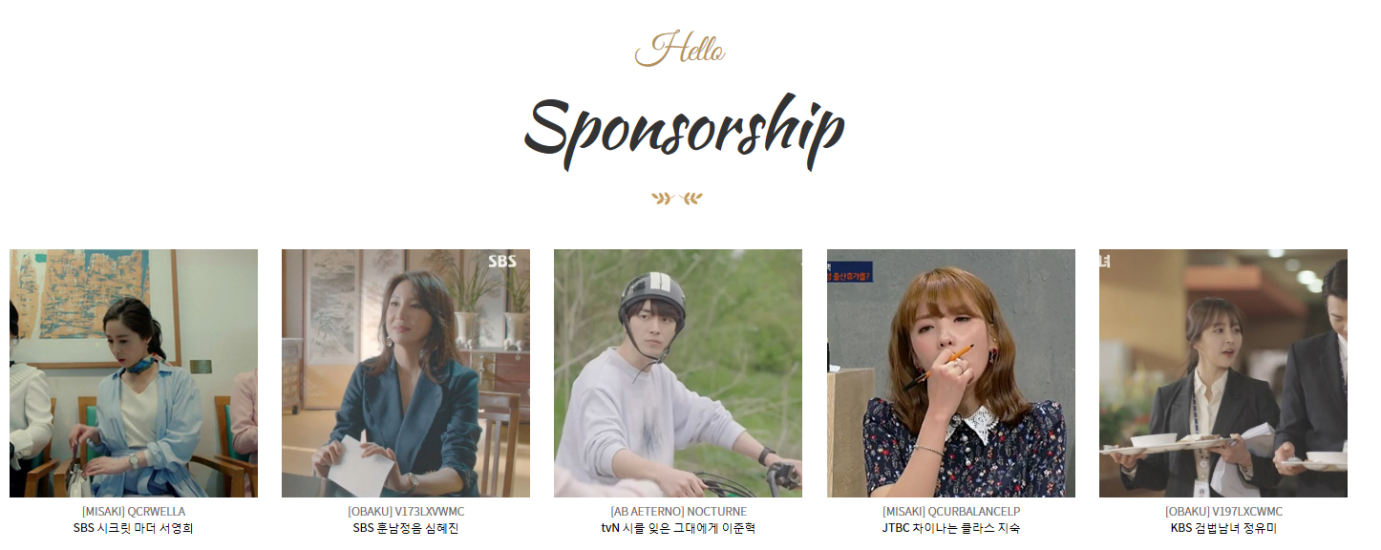 Hello
Sponsorship
SBS
녀
[MISAKI] QCRWELLA
SBS 시크릿 마더 서영희
[OBAKU] V173LXVWMC
SBS 훈남정음 심혜진
[AB AETERNO] NOCTURNE
tvN 시를 잊은 그대에게 이준혁
[MISAKI] QCURBALANCELP
JTBC 차이나는 클라스 지숙
[OBAKU] V197LXCWMC
KBS 검법남녀 정유미